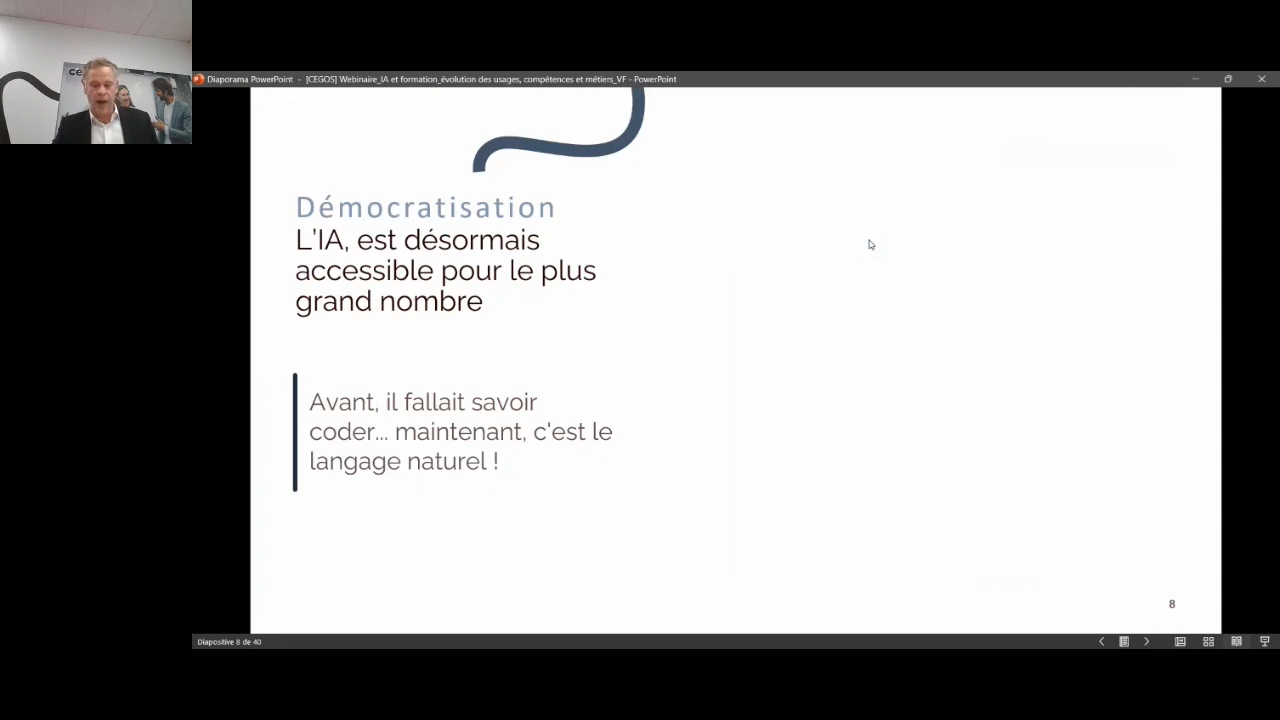 Diaporama PowerPoint - [CEGOS] Webinaire_IA et formation_évolution des usages, compétences et métiers_VF - PowerPoint
Démocratisation
L'IA, est désormais
accessible pour le plus
grand nombre
Avant, il fallait savoir
coder... maintenant, c'est le
langage naturel !
8
Diapositive 8 de 40